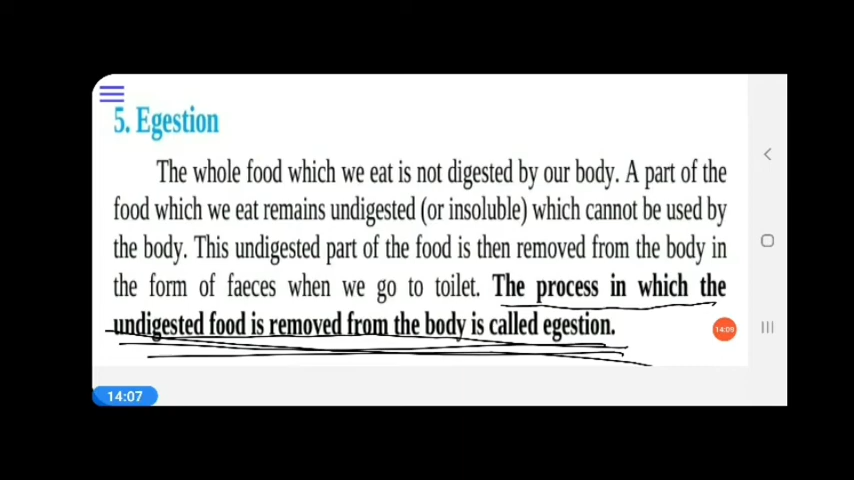 5. Egestion
The whole food which we eat is not digested by our body. A part of the
food which we eat remains undigested (or insoluble) which cannot be used by
the body. This undigested part of the food is then removed from the body in
the form of faeces when we go to toilet. The process in which the
undigested food is removed from the body is called egestion.
14:09
14:07